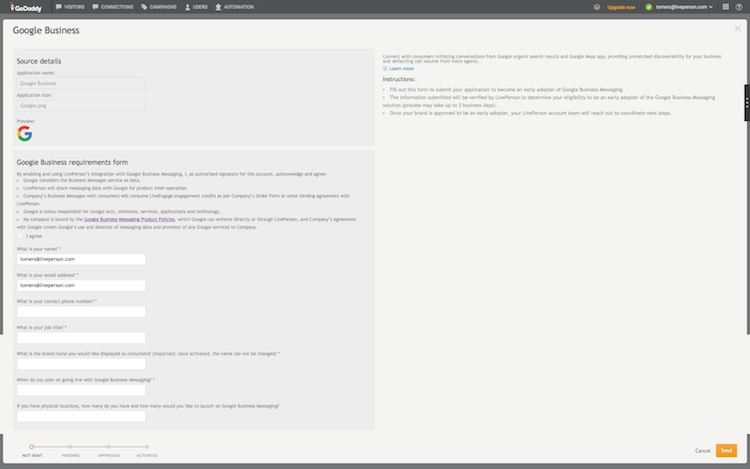 GoDaddy VISITORS CONNECTIONS CAMPAIGNS USERS AUTOMATION Upgrade now tomers@liveperson.com
Google Business
Source details
Application name:
Google Business
Application icon:
Google.png
Preview:
Google Business requirements form
By enabling and using LivePerson's integration with Google Business Messaging, I, as authorized signatory for this account, acknowledge and agree:
Google considers the Business Messages service as beta.
LivePerson will share messaging data with Google for product inter-operation.
Company's Business Messages with consumers will consume LiveEngage engagement credits as per Company's Order Form or other binding agreement with
LivePerson.
Google is solely responsible for Google acts, omissions, services, applications and technology.
My company is bound by the Google Business Messaging Product Policies, which Google can enforce directly or through LivePerson, and Company's agreement
with Google covers Google's use and deletion of messaging data and provision of any Google services to Company.
I agree
What is your name? *
tomers@liveperson.com
What is your email address? *
tomers@liveperson.com
What is your contact phone number? *
What is your job title? *
What is the brand name you would like displayed to consumers? (Important: once activated, the name can not be changed) *
When do you plan on going live with Google Business Messaging? *
If you have physical locations, how many do you have and how many would you like to launch on Google Business Messaging?
NOT SENT PENDING APPROVED ACTIVATED
Connect with consumers initiating conversations from Google organic search results and Google Maps app, providing unmatched discoverability for your business
and deflecting call volume from voice agents.
Learn more
Instructions:
Fill out this form to submit your application to become an early adopter of Google Business Messaging.
The information submitted will be verified by LivePerson to determine your eligibility to be an early adopter of the Google Business Messaging
solution (process may take up to 3 business days).
Once your brand is approved to be an early adopter, your LivePerson account team will reach out to coordinate next steps.
Cancel Send